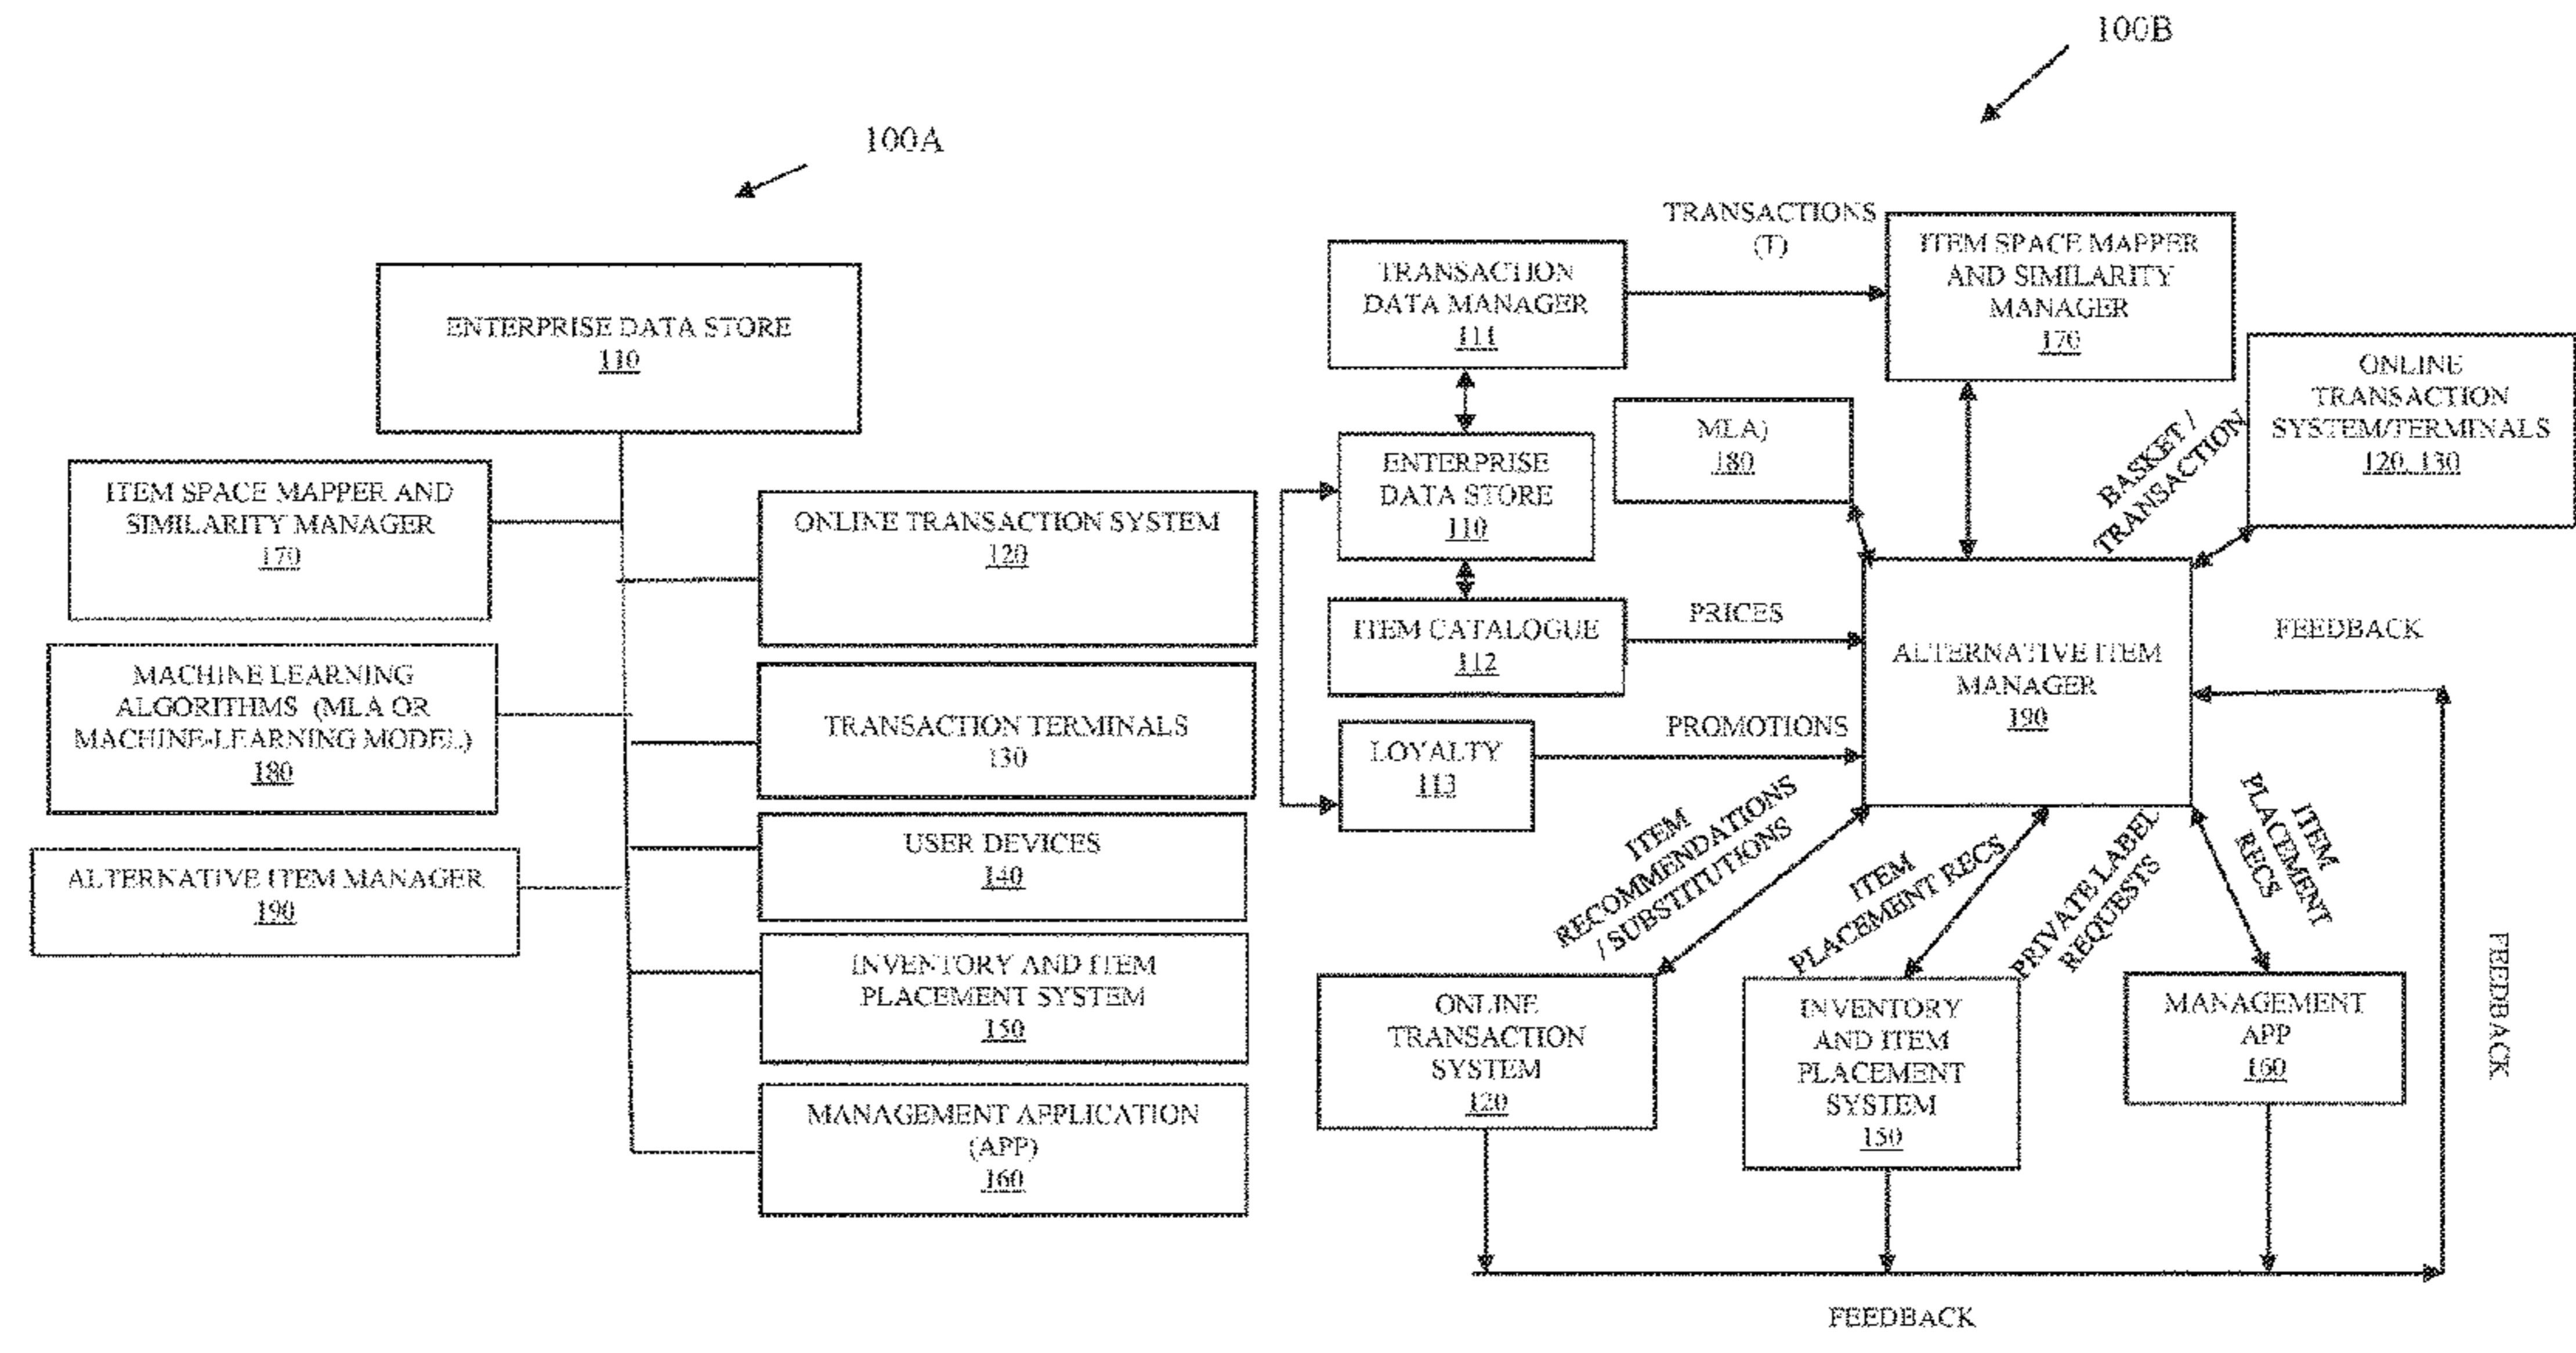 100A
ENTERPRISE DATA STORE
110
ITEM SPACE MAPPER AND
SIMILARITY MANAGER
170
MACHINE LEARNING
ALGORITHMS (MLA OR
MACHINE-LEARNING MODEL)
180
ALTERNATIVE ITEM MANAGER
190
ONLINE TRANSACTION SYSTEM
120
TRANSACTION TERMINALS
130
USER DEVICES
140
INVENTORY AND ITEM
PLACEMENT SYSTEM
150
MANAGEMENT APPLICATION
(APP)
160
100B
TRANSACTION
DATA MANAGER
111
TRANSACTIONS
(T)
ITEM SPACE MAPPER
AND SIMILARITY
MANAGER
170
ONLINE
TRANSACTION
SYSTEM/TERMINALS
120, 130
BASKET /
TRANSACTION
MLA)
180
ENTERPRISE
DATA STORE
110
ITEM CATALOGUE
112
PRICES
LOYALTY
113
PROMOTIONS
ALTERNATIVE ITEM
MANAGER
190
FEEDBACK
ITEM
RECOMMENDATIONS
/ SUBSTITUTIONS
ITEM
PLACEMENT RECS
PRIVATE LABEL
REQUESTS
ITEM
PLACEMENT
RECS
ONLINE
TRANSACTION
SYSTEM
120
INVENTORY
AND ITEM
PLACEMENT
SYSTEM
150
MANAGEMENT
APP
160
FEEDBACK
FEEDBACK